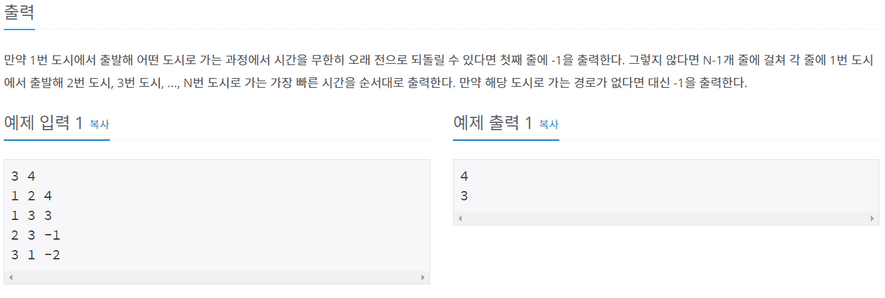 출력
만약 1번 도시에서 출발해 어떤 도시로 가는 과정에서 시간을 무한히 오래 전으로 되돌릴 수 있다면 첫째 줄에 -1을 출력한다. 그렇지 않다면 N-1개 줄에 걸쳐 각 줄에 1번 도시
에서 출발해 2번 도시, 3번 도시, ..., N번 도시로 가는 가장 빠른 시간을 순서대로 출력한다. 만약 해당 도시로 가는 경로가 없다면 대신 -1을 출력한다.
예제 입력 1 복사
3 4
1 2 4
1 3 3
2 3 -1
3 1 -2
예제 출력 1 복사
4
3